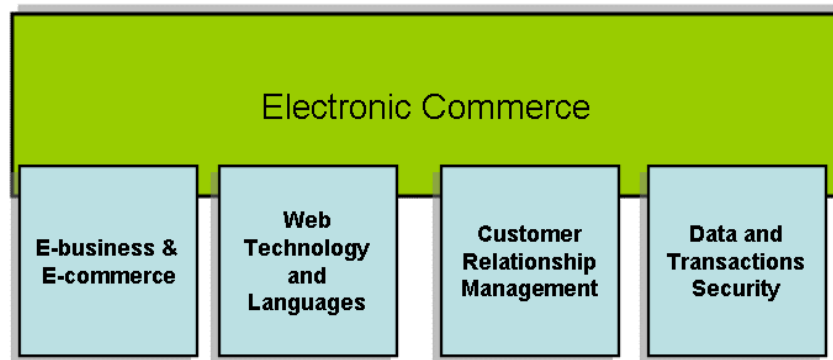 Electronic Commerce
E-business &
E-commerce
Web
Technology
and
Languages
Customer
Relationship
Management
Data and
Transactions
Security